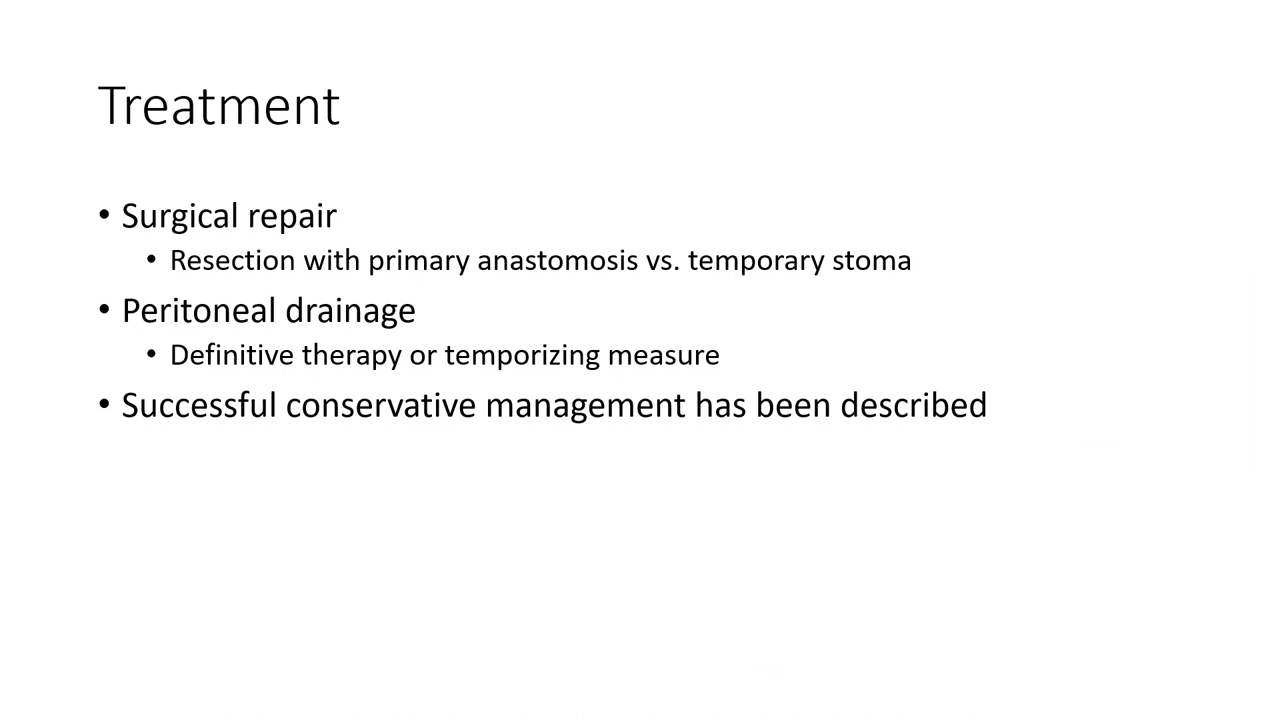 Treatment
• Surgical repair
• Resection with primary anastomosis vs. temporary stoma
• Peritoneal drainage
• Definitive therapy or temporizing measure
• Successful conservative management has been described